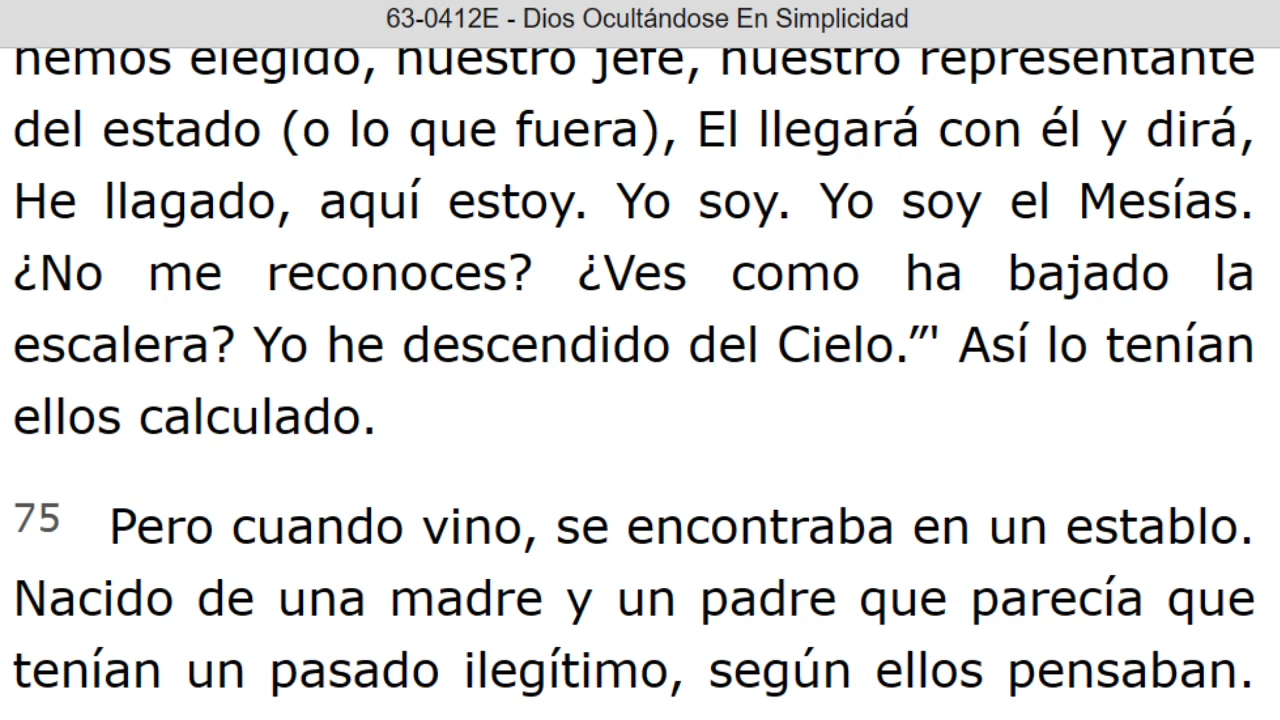 63-0412E - Dios Ocultándose En Simplicidad
hemos elegido, nuestro jefe, nuestro representante
del estado (o lo que fuera), El llegará con él y dirá,
He llagado, aquí estoy. Yo soy. Yo soy el Mesías.
¿No me reconoces? ¿Ves como ha bajado la
escalera? Yo he descendido del Cielo.”' Así lo tenían
ellos calculado.
75 Pero cuando vino, se encontraba en un establo.
Nacido de una madre y un padre que parecía que
tenían un pasado ilegítimo, según ellos pensaban.